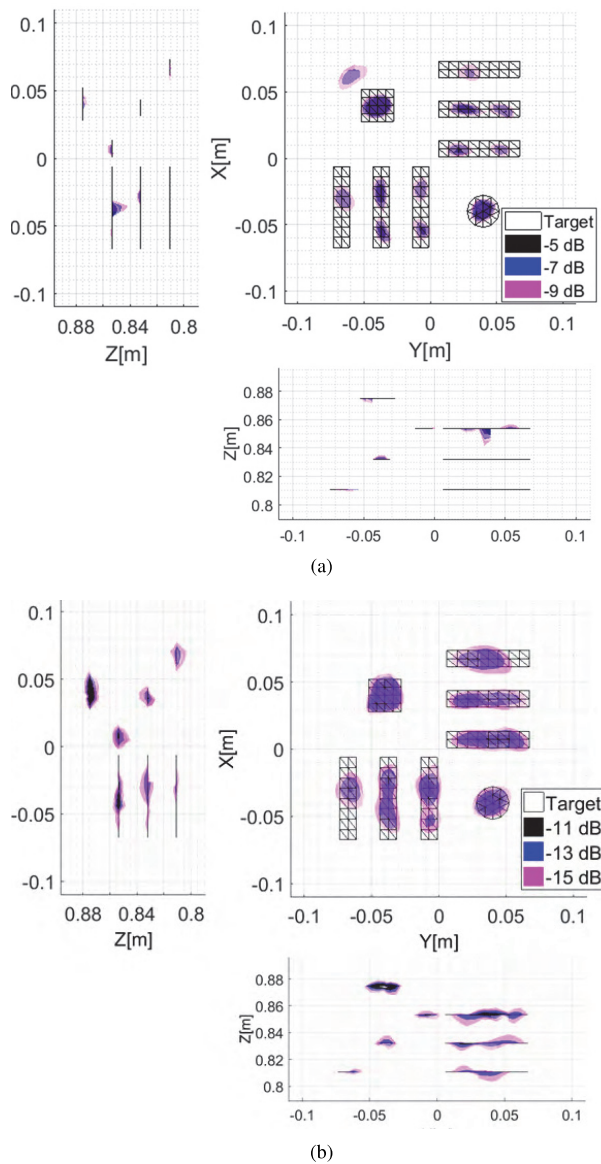 0.1
0.05
0
0.05
-0.1
0.88 0.84 0.8
Z[m]
X[m]
0.1
0.05
0
-0.05
-0.1
-0.1 -0.05 0 0.05 0.1
Y[m]
Target
-5 dB
-7 dB
-9 dB
Z[m]
0.88
0.86
0.84
0.82
0.8
-0.1 -0.05 0 0.05 0.1
(a)
0.1
0.05
0
-0.05
-0.1
0.88 0.84 0.8
Z[m]
X[m]
0.1
0.05
0
-0.05
-0.1
-0.1 -0.05 0 0.05 0.1
Y[m]
Target
-11 dB
-13 dB
-15 dB
Z[m]
0.88
0.86
0.84
0.82
0.8
-0.1 -0.05 0 0.05 0.1
(b)